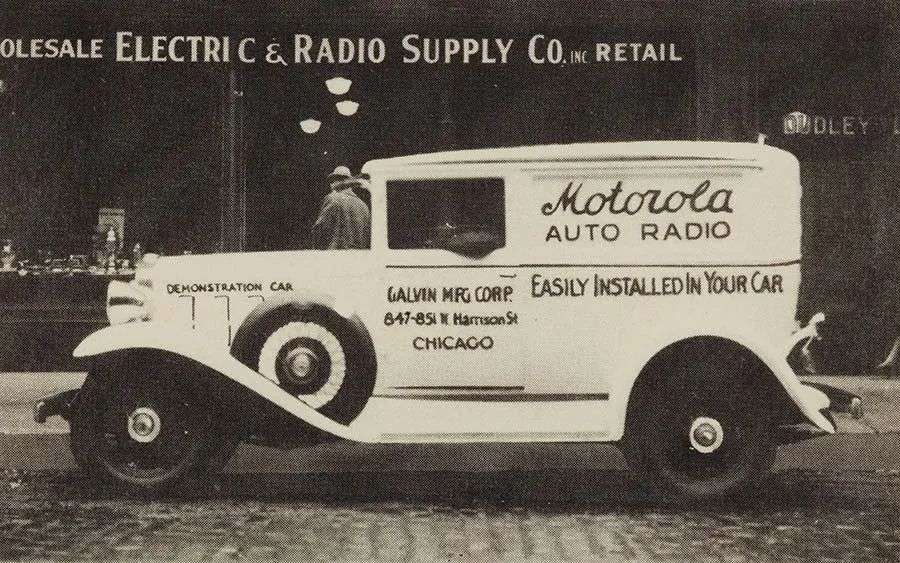 OLESALE ELECTRIC & RADIO SUPPLY CO. INC RETAIL
DUDLEY
Motorola
AUTO RADIO
DEMONSTRATION CAR
GALVIN MFG CORP.
847-851 W. Harrison St
CHICAGO
EASILY INSTALLED IN YOUR CAR